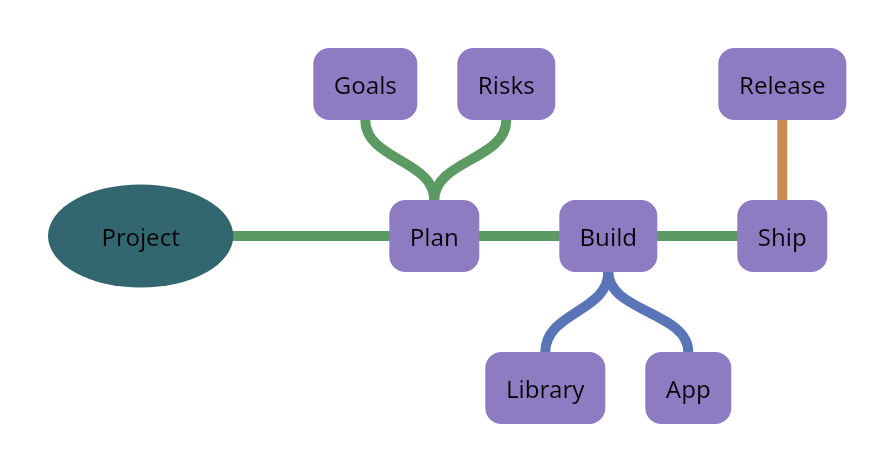 Goals
Risks
Release
Project
Plan
Build
Ship
Library
App